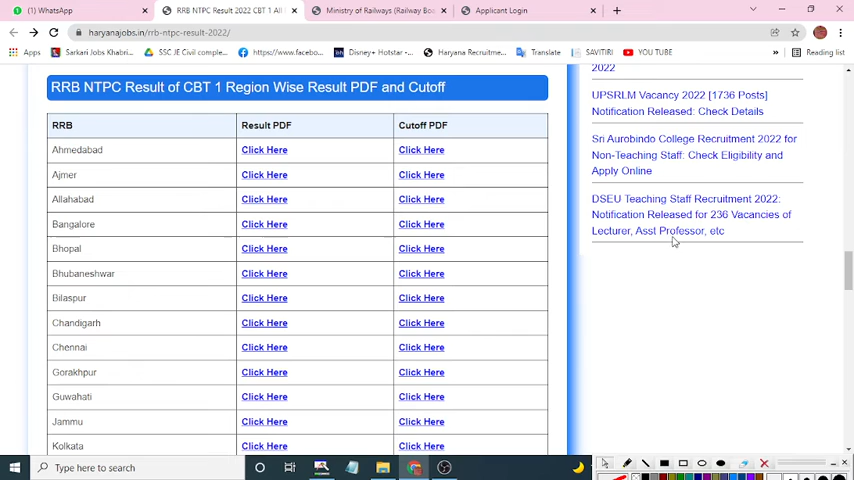 (1) WhatsApp
RRB NTPC Result 2022 CBT 1 All
Ministry of Railways (Railway Boa
Applicant Login
haryanajobs.in/rrb-ntpc-result-2022/
Apps
Sarkari Jobs Khabri...
SSC JE Civil compet...
https://www.facebo...
Disney+ Hotstar -...
Haryana Recruitme...
Translate
SAVITIRI
YOU TUBE
»
Reading list
RRB NTPC Result of CBT 1 Region Wise Result PDF and Cutoff
RRB Result PDF Cutoff PDF
Ahmedabad Click Here Click Here
Ajmer Click Here Click Here
Allahabad Click Here Click Here
Bangalore Click Here Click Here
Bhopal Click Here Click Here
Bhubaneshwar Click Here Click Here
Bilaspur Click Here Click Here
Chandigarh Click Here Click Here
Chennai Click Here Click Here
Gorakhpur Click Here Click Here
Guwahati Click Here Click Here
Jammu Click Here Click Here
Kolkata Click Here Click Here
2022
UPSRLM Vacancy 2022 [1736 Posts]
Notification Released: Check Details
Sri Aurobindo College Recruitment 2022 for
Non-Teaching Staff: Check Eligibility and
Apply Online
DSEU Teaching Staff Recruitment 2022:
Notification Released for 236 Vacancies of
Lecturer, Asst Professor, etc
Type here to search